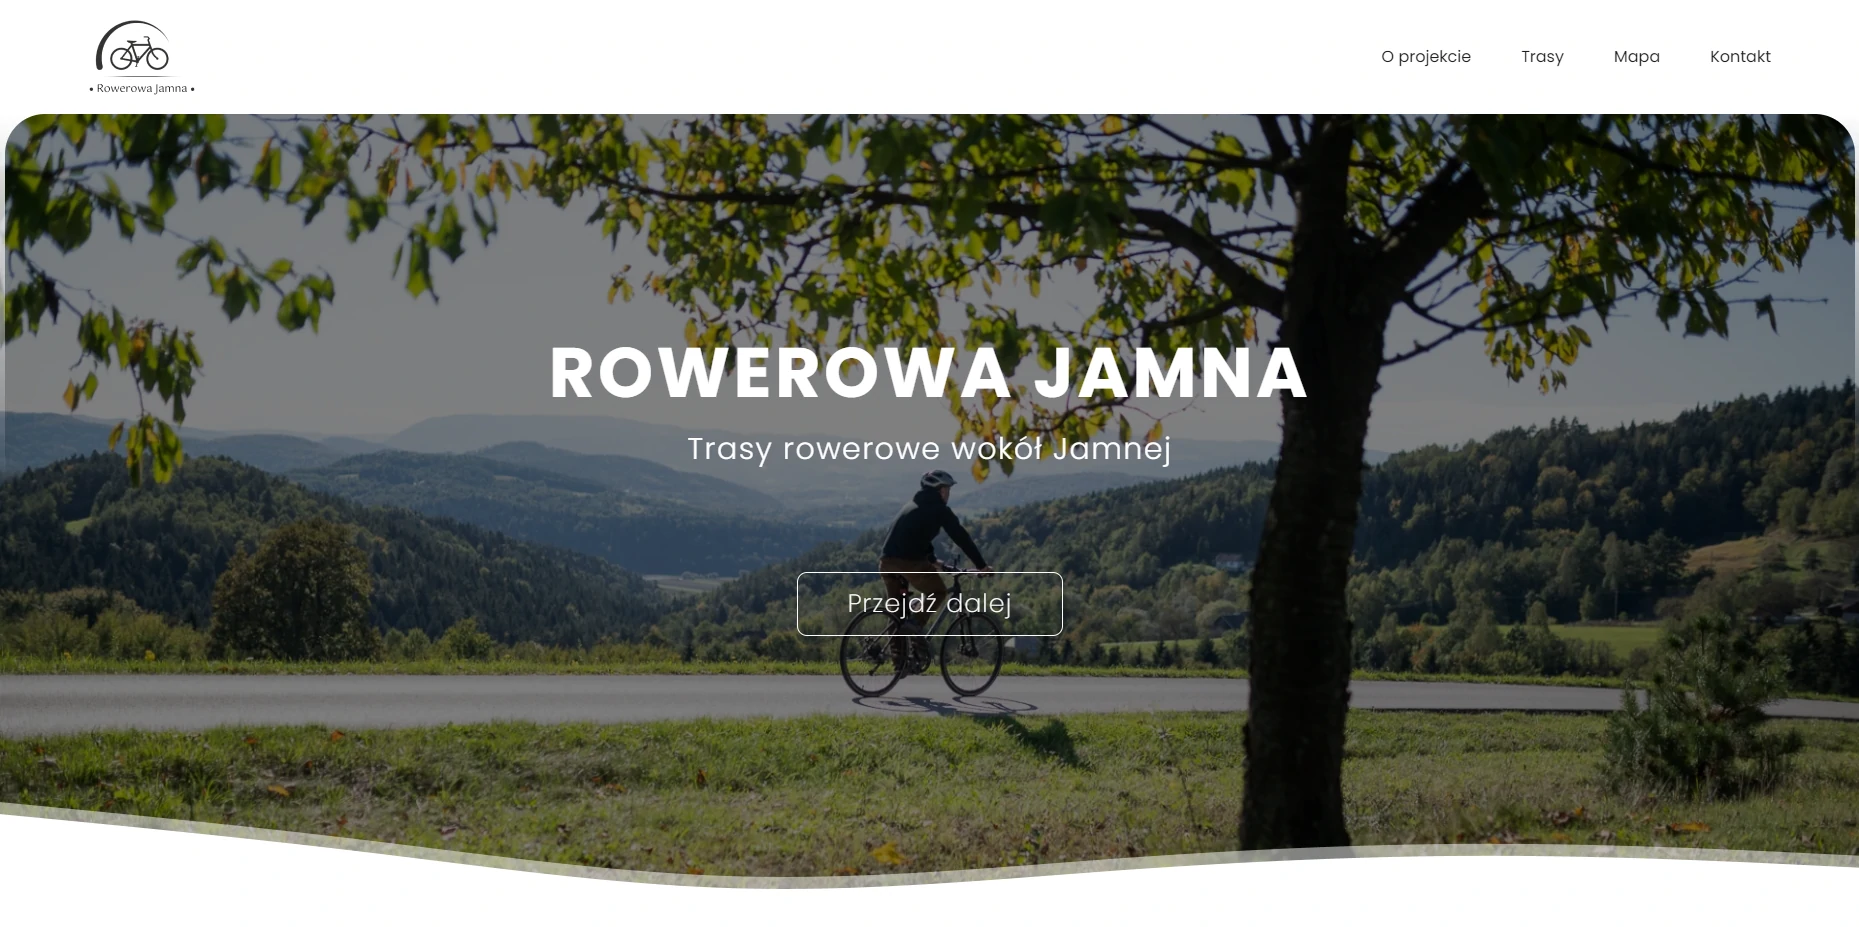 • Rowerowa Jamna •
O projekcie Trasy Mapa Kontakt
ROWEROWA JAMNA
Trasy rowerowe wokół Jamnej
Przejdź dalej